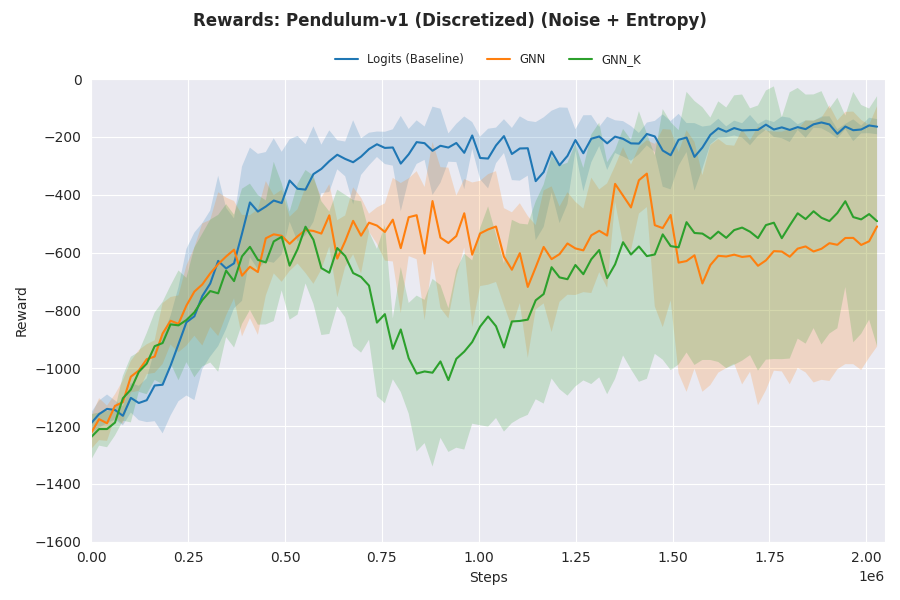 Rewards: Pendulum-v1 (Discretized) (Noise + Entropy)
Logits (Baseline) GNN GNN_K
0
−200
−400
−600
−800
−1000
−1200
−1400
−1600
Reward
0.00 0.25 0.50 0.75 1.00 1.25 1.50 1.75 2.00
1e6
Steps